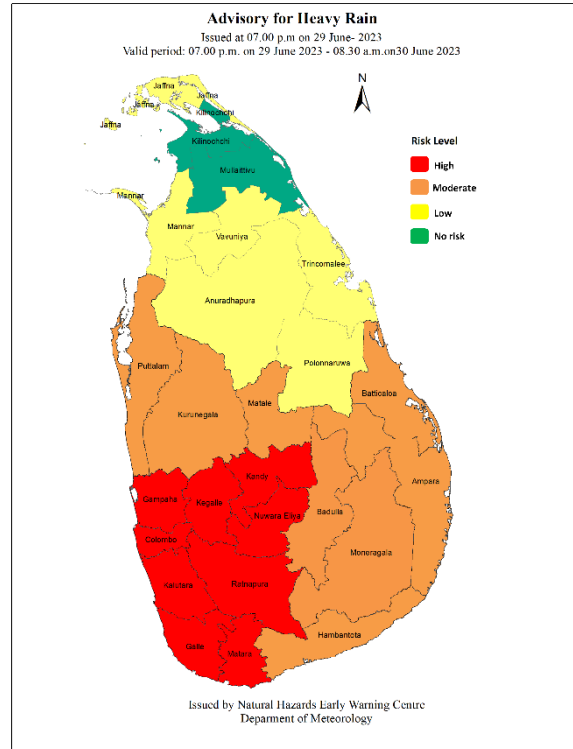 Advisory for Heavy Rain
Issued at 07.00 p.m on 29 June- 2023
Valid period: 07.00 p.m. on 29 June 2023 - 08.30 a.m.on30 June 2023
N
Jaffna
Jaffna
Jaffna
Kilinochchi
Jaffna
Kilinochchi
Mullaittivu
Risk Level
High
Moderate
Low
No risk
Mannar
Mannar
Vavuniya
Trincomalee
Anuradhapura
Polonnaruwa
Puttalam
Batticaloa
Matale
Kurunegala
Kandy
Ampara
Gampaha
Kegalle
Badulla
Nuwara Eliya
Colombo
Moneragala
Kalutara
Ratnapura
Hambantota
Galle
Matara
Issued by Natural Hazards Early Warning Centre
Deparment of Meteorology